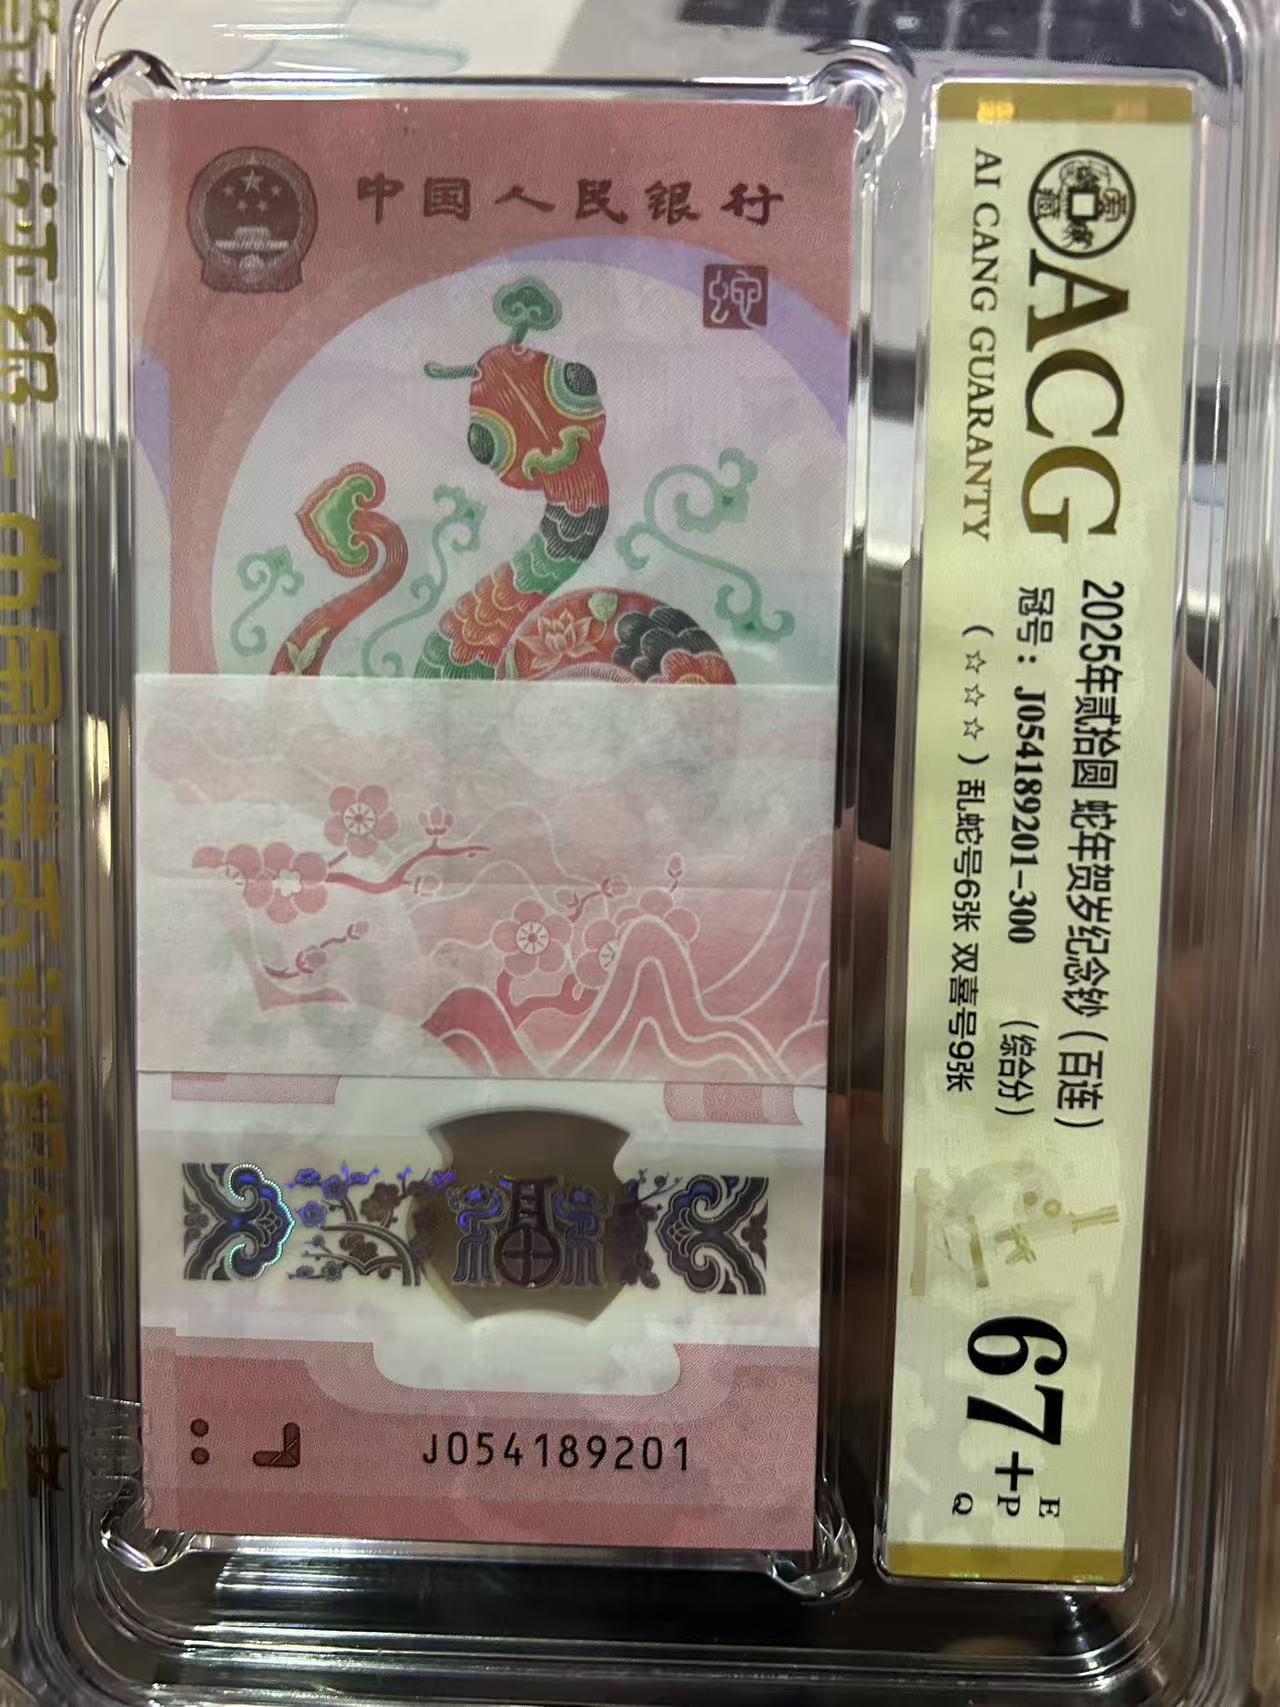 中国人民银行
蛇
J054189201
ACG
AI CANG GUARANTY
2025年贰拾圆 蛇年贺岁纪念钞（百连）
冠号：J054189201-300 （综合分）
（☆☆☆）乱蛇号6张 双喜号9张
67+
E
P
Q